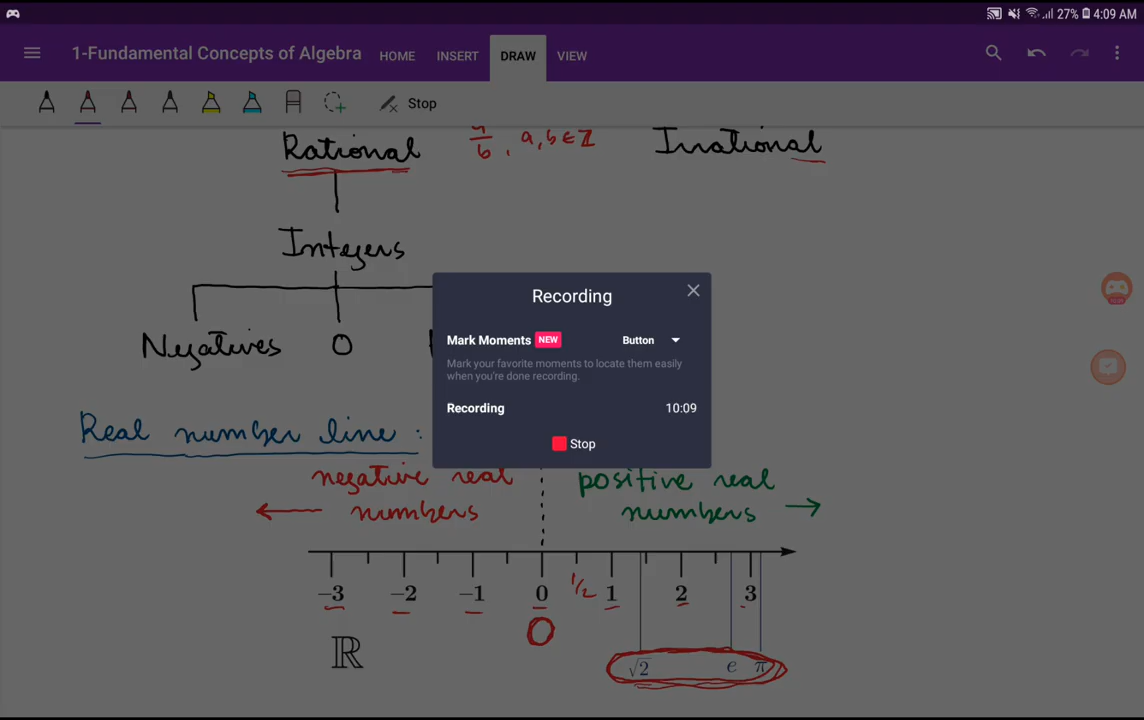 27% 4:09 AM
1-Fundamental Concepts of Algebra HOME INSERT DRAW VIEW
Stop
Rational a/b, a,b ∈ ℤ Irrational
Integers
Negatives 0
Recording
Mark Moments NEW Button
Mark your favorite moments to locate them easily
when you're done recording.
Recording 10:09
Stop
Real number line :
negative real positive real
← numbers numbers →
-3 -2 -1 0 1/2 1 2 3
0
ℝ √2 e π